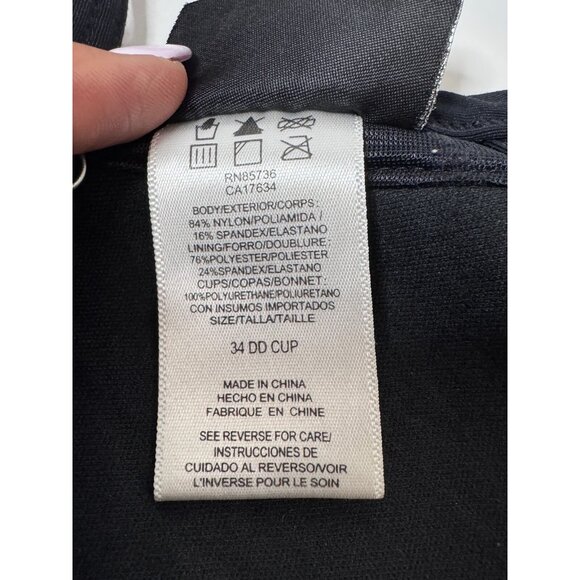 RN85736
CA17634
BODY/EXTERIOR/CORPS:
84% NYLON/POLIAMIDA/
16% SPANDEX/ELASTANO
LINING/FORRO/DOUBLURE:
76%POLYESTER/POLIESTER
24%SPANDEX/ELASTANO
CUPS/COPAS/BONNET.
100%POLYURETHANE/POLIURETANO
CON INSUMOS IMPORTADOS
SIZE/TALLA/TAILLE
34 DD CUP
MADE IN CHINA
HECHO EN CHINA
FABRIQUE EN CHINE
SEE REVERSE FOR CARE/
INSTRUCCIONES DE
CUIDADO AL REVERSO/VOIR
L'INVERSE POUR LE SOIN